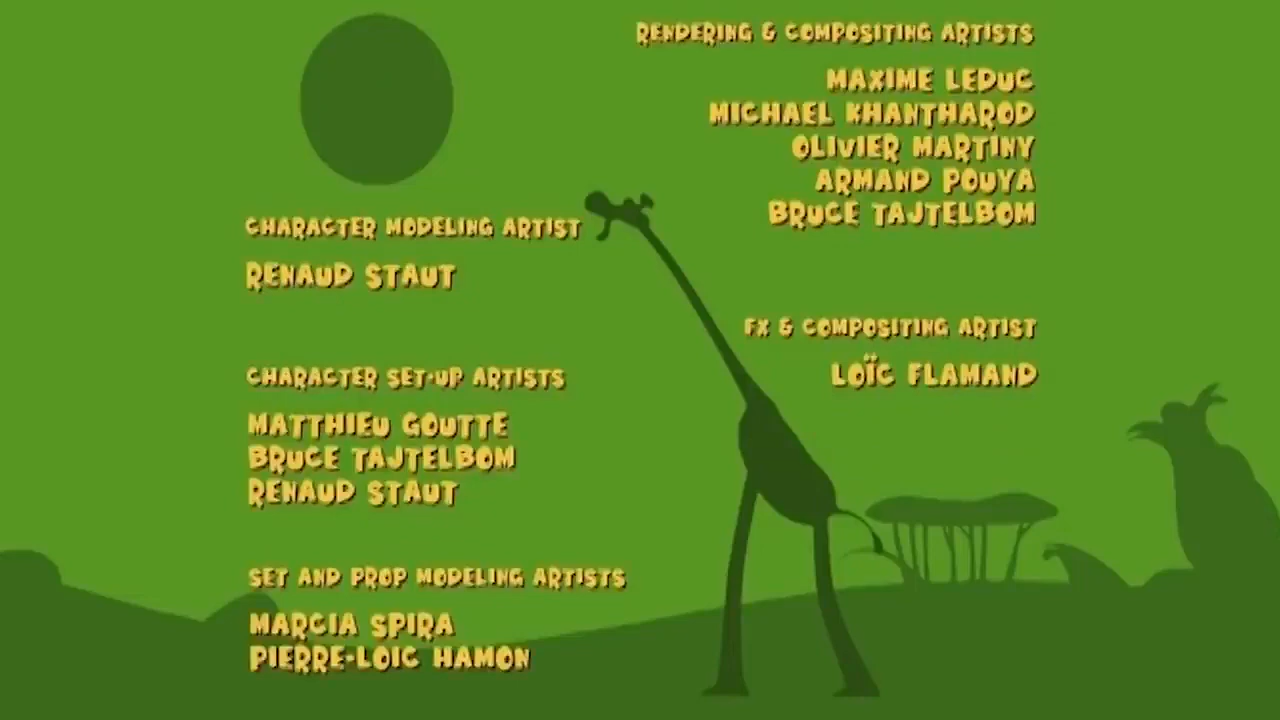 CHARACTER MODELING ARTIST
RENAUD STAUT
CHARACTER SET-UP ARTISTS
MATTHIEU GOUTTE
BRUCE TAJTELBOM
RENAUD STAUT
SET AND PROP MODELING ARTISTS
MARCIA SPIRA
PIERRE-LOIC HAMON
RENDERING & COMPOSITING ARTISTS
MAXIME LEDUC
MICHAEL KHANTHAROD
OLIVIER MARTINY
ARMAND POUYA
BRUCE TAJTELBOM
FX & COMPOSITING ARTIST
LOÏC FLAMAND